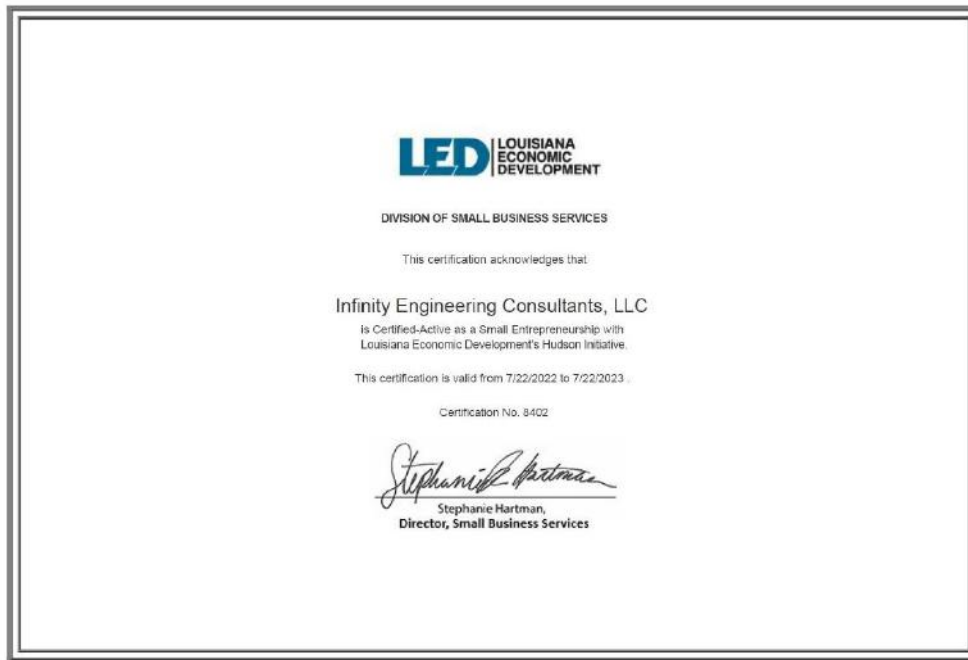 LED LOUISIANA
ECONOMIC
DEVELOPMENT
DIVISION OF SMALL BUSINESS SERVICES
This certification acknowledges that
Infinity Engineering Consultants, LLC
is Certified-Active as a Small Entrepreneurship with
Louisiana Economic Development's Hudson Initiative.
This certification is valid from 7/22/2022 to 7/22/2023 .
Certification No. 8402
Stephanie Hartman
Stephanie Hartman,
Director, Small Business Services